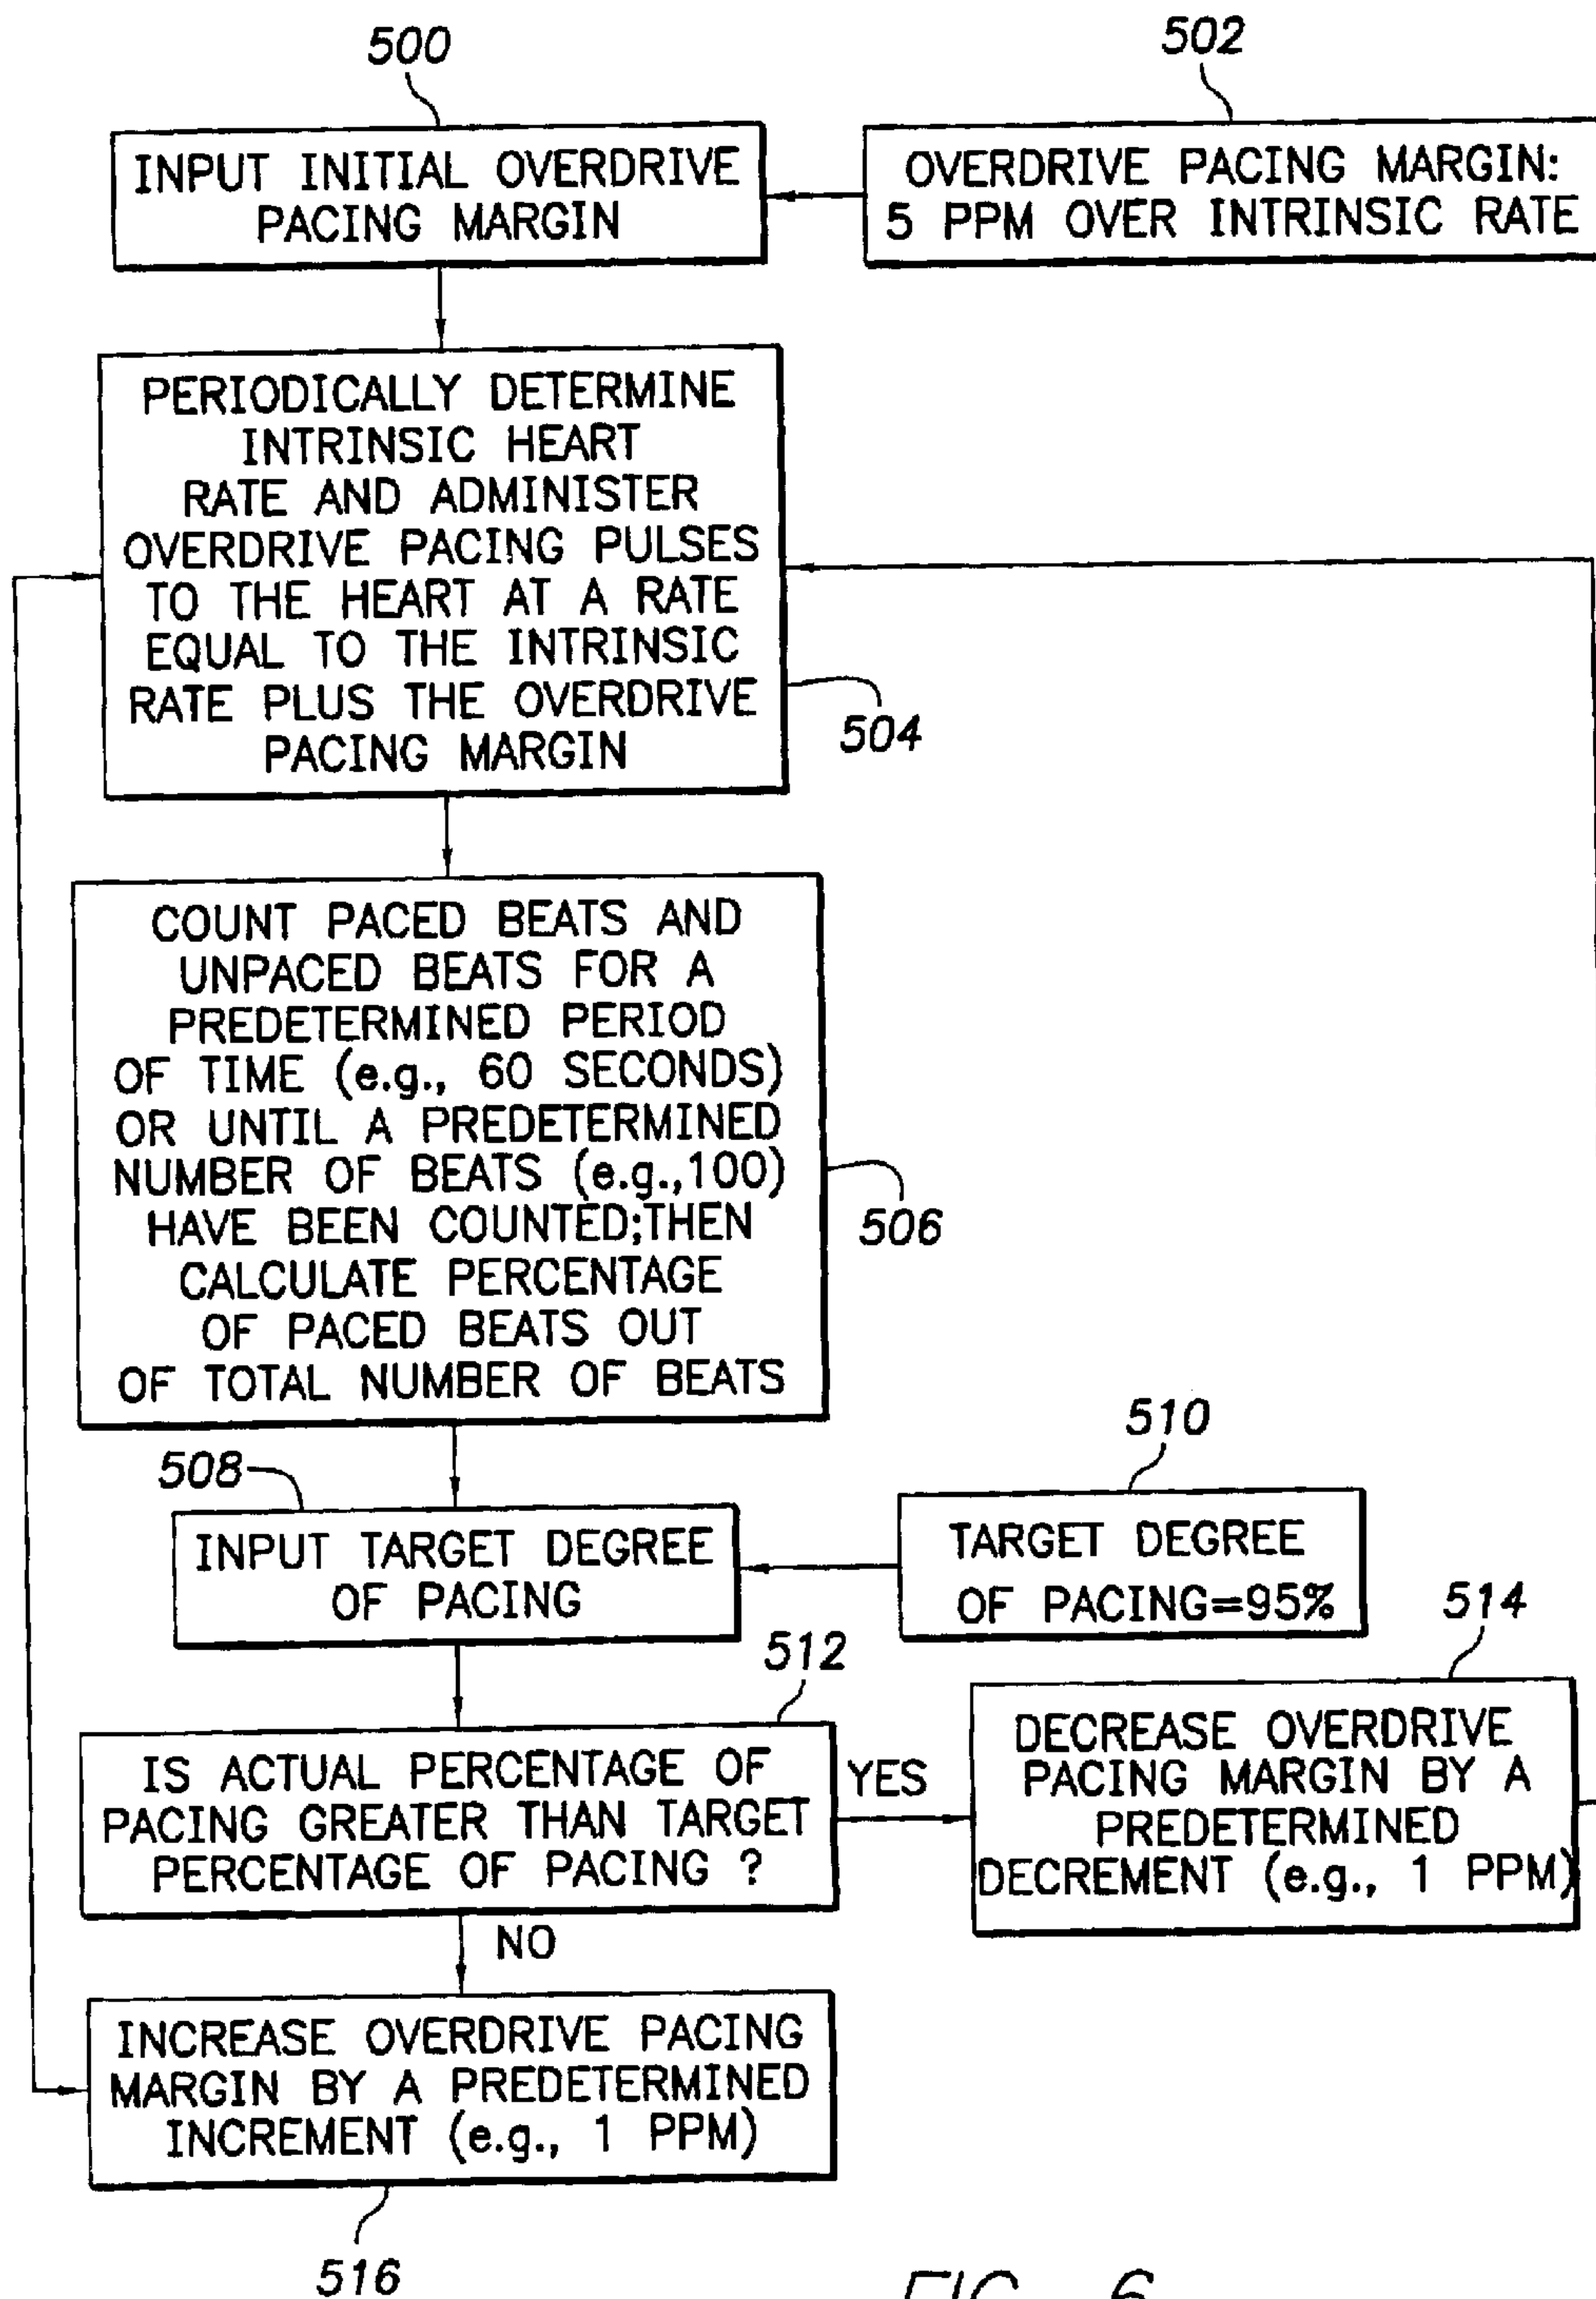 500
502
INPUT INITIAL OVERDRIVE
PACING MARGIN
OVERDRIVE PACING MARGIN:
5 PPM OVER INTRINSIC RATE
PERIODICALLY DETERMINE
INTRINSIC HEART
RATE AND ADMINISTER
OVERDRIVE PACING PULSES
TO THE HEART AT A RATE
EQUAL TO THE INTRINSIC
RATE PLUS THE OVERDRIVE
PACING MARGIN
504
COUNT PACED BEATS AND
UNPACED BEATS FOR A
PREDETERMINED PERIOD
OF TIME (e.g., 60 SECONDS)
OR UNTIL A PREDETERMINED
NUMBER OF BEATS (e.g.,100)
HAVE BEEN COUNTED;THEN
CALCULATE PERCENTAGE
OF PACED BEATS OUT
OF TOTAL NUMBER OF BEATS
506
508
INPUT TARGET DEGREE
OF PACING
510
TARGET DEGREE
OF PACING=95%
512
IS ACTUAL PERCENTAGE OF
PACING GREATER THAN TARGET
PERCENTAGE OF PACING ?
YES
514
DECREASE OVERDRIVE
PACING MARGIN BY A
PREDETERMINED
DECREMENT (e.g., 1 PPM)
NO
INCREASE OVERDRIVE PACING
MARGIN BY A PREDETERMINED
INCREMENT (e.g., 1 PPM)
516
FIG. 6